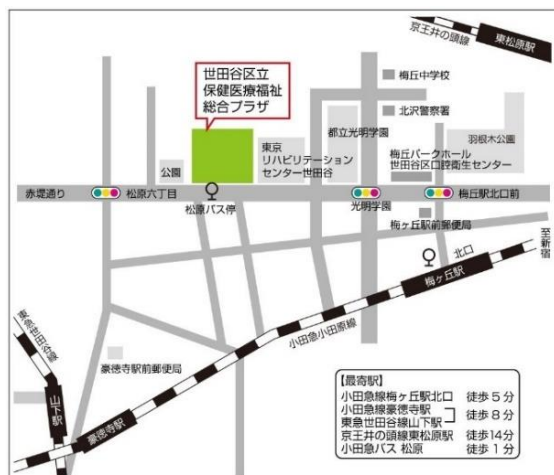 京王井の頭線
東松原駅
世田谷区立
保健医療福祉
総合プラザ
梅丘中学校
北沢警察署
都立光明学園
羽根木公園
東京
リハビリテーション
センター世田谷
梅丘パークホール
世田谷区口腔衛生センター
公園
赤堤通り
松原六丁目
松原バス停
光明学園
梅丘駅北口前
梅ヶ丘駅前郵便局
北口
至新宿
梅ヶ丘駅
小田急小田原線
東急世田谷線
豪徳寺駅前郵便局
山下駅
豪徳寺駅
【最寄駅】
小田急線梅ヶ丘駅北口 徒歩5分
小田急線豪徳寺駅
東急世田谷線山下駅 徒歩8分
京王井の頭線東松原駅 徒歩14分
小田急バス 松原 徒歩1分